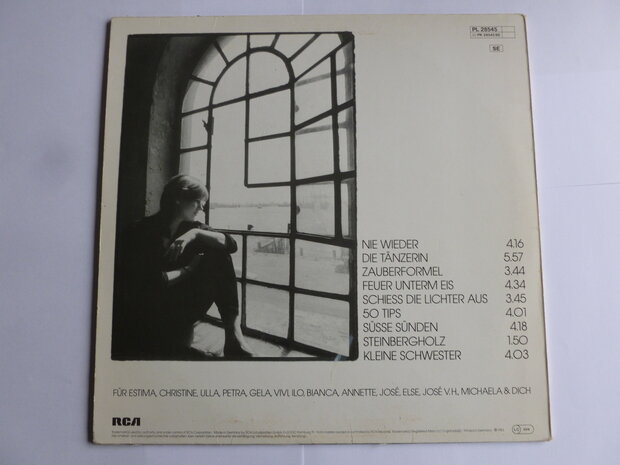 PL 28545
SE
NIE WIEDER 4.16
DIE TÄNZERIN 5.57
ZAUBERFORMEL 3.44
FEUER UNTERM EIS 4.34
SCHIESS DIE LICHTER AUS 3.45
50 TIPS 4.01
SÜSSE SÜNDEN 4.18
STEINBERGHOLZ 1.50
KLEINE SCHWESTER 4.03
FÜR ESTIMA, CHRISTINE, ULLA, PETRA, GELA, VIVI, ILO, BIANCA, ANNETTE, JOSÉ, ELSE, JOSÉ V.H., MICHAELA & DICH
RCA